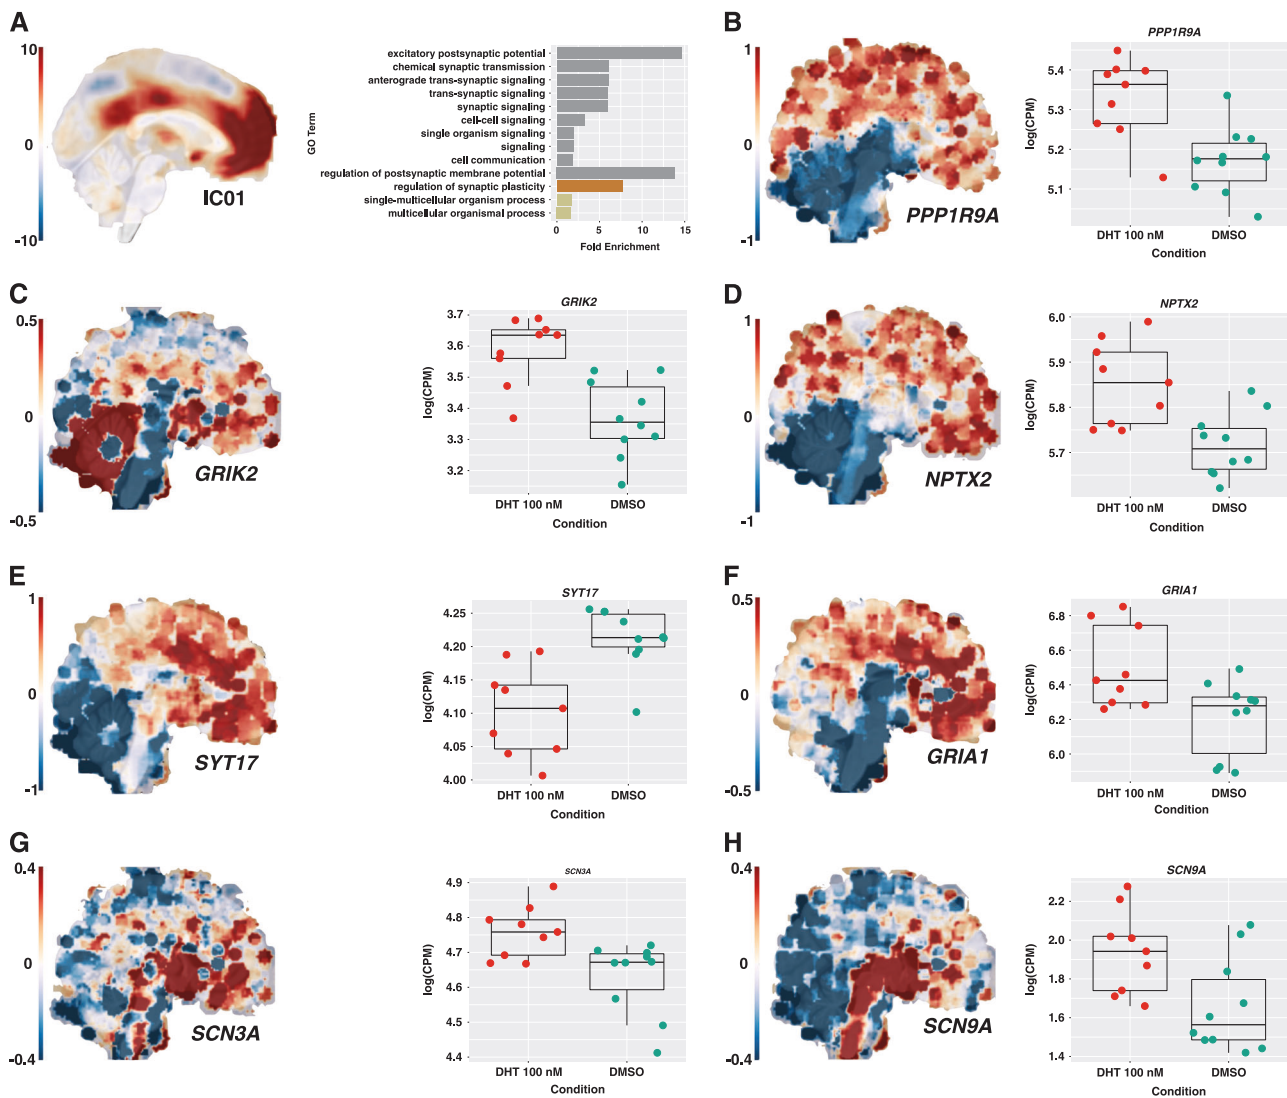 A
10
0
-10
IC01
GO Term
excitatory postsynaptic potential
chemical synaptic transmission
anterograde trans-synaptic signaling
trans-synaptic signaling
synaptic signaling
cell-cell signaling
single organism signaling
signaling
cell communication
regulation of postsynaptic membrane potential
regulation of synaptic plasticity
single-multicellular organism process
multicellular organismal process
0 5 10 15
Fold Enrichment
B
1
0
-1
PPP1R9A
PPP1R9A
log(CPM)
5.4
5.3
5.2
5.1
DHT 100 nM DMSO
Condition
C
0.5
0
-0.5
GRIK2
GRIK2
log(CPM)
3.7
3.6
3.5
3.4
3.3
3.2
DHT 100 nM DMSO
Condition
D
1
0
-1
NPTX2
NPTX2
log(CPM)
6.0
5.9
5.8
5.7
DHT 100 nM DMSO
Condition
E
1
0
-1
SYT17
SYT17
log(CPM)
4.25
4.20
4.15
4.10
4.05
4.00
DHT 100 nM DMSO
Condition
F
0.5
0
-0.5
GRIA1
GRIA1
log(CPM)
6.8
6.6
6.4
6.2
6.0
DHT 100 nM DMSO
Condition
G
0.4
0
-0.4
SCN3A
SCN3A
log(CPM)
4.9
4.8
4.7
4.6
4.5
4.4
DHT 100 nM DMSO
Condition
H
0.4
0
-0.4
SCN9A
SCN9A
log(CPM)
2.2
2.0
1.8
1.6
1.4
DHT 100 nM DMSO
Condition